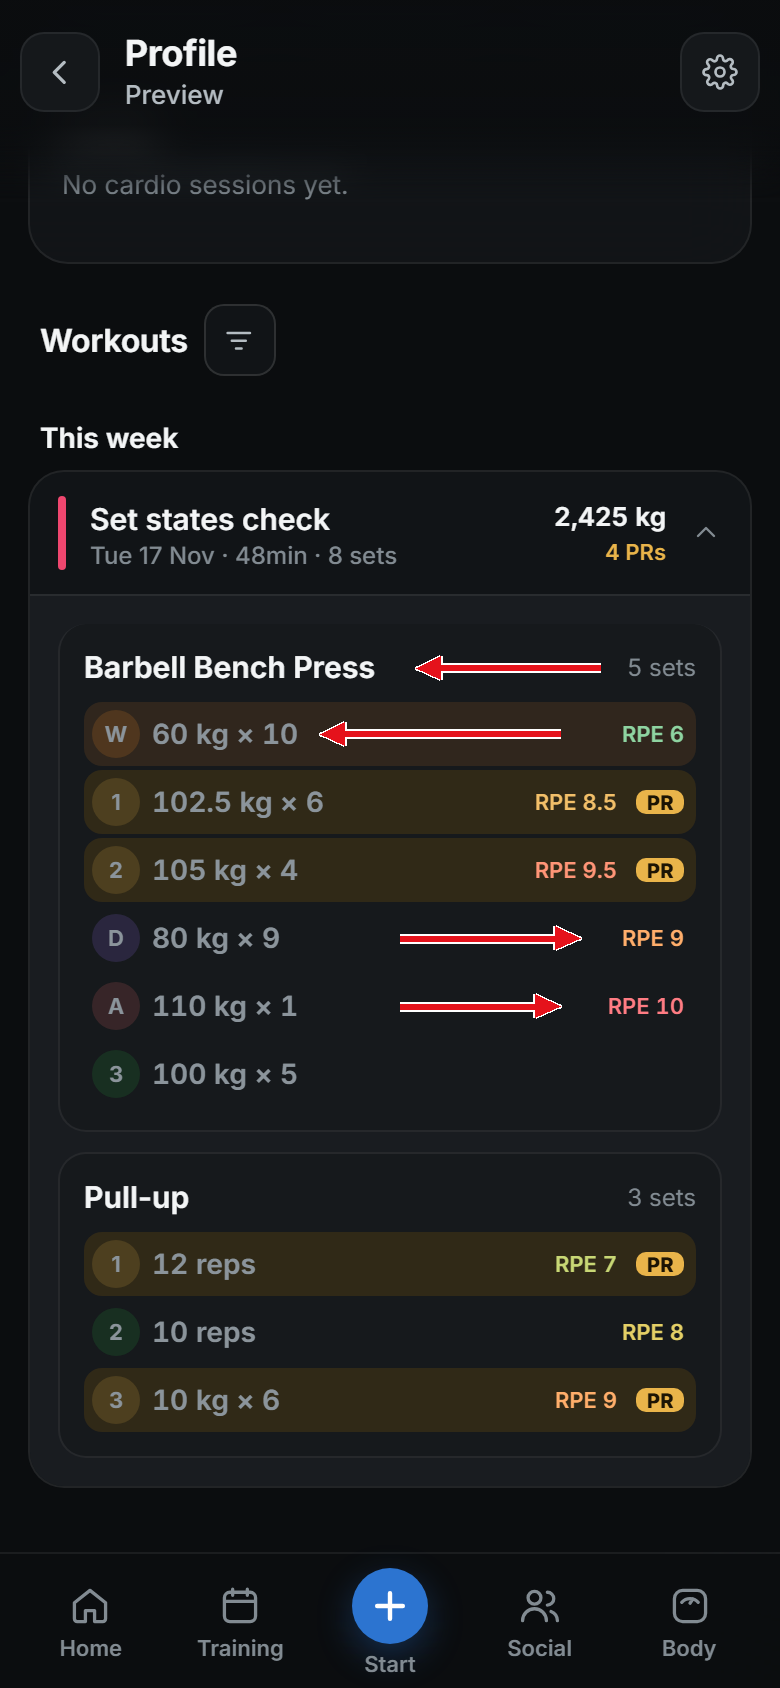 Profile
Preview
No cardio sessions yet.
Workouts
This week
Set states check
2,425 kg
Tue 17 Nov · 48min · 8 sets
4 PRs
Barbell Bench Press
5 sets
W 60 kg × 10 RPE 6
1 102.5 kg × 6 RPE 8.5 PR
2 105 kg × 4 RPE 9.5 PR
D 80 kg × 9 RPE 9
A 110 kg × 1 RPE 10
3 100 kg × 5
Pull-up
3 sets
1 12 reps RPE 7 PR
2 10 reps RPE 8
3 10 kg × 6 RPE 9 PR
Home
Training
Start
Social
Body